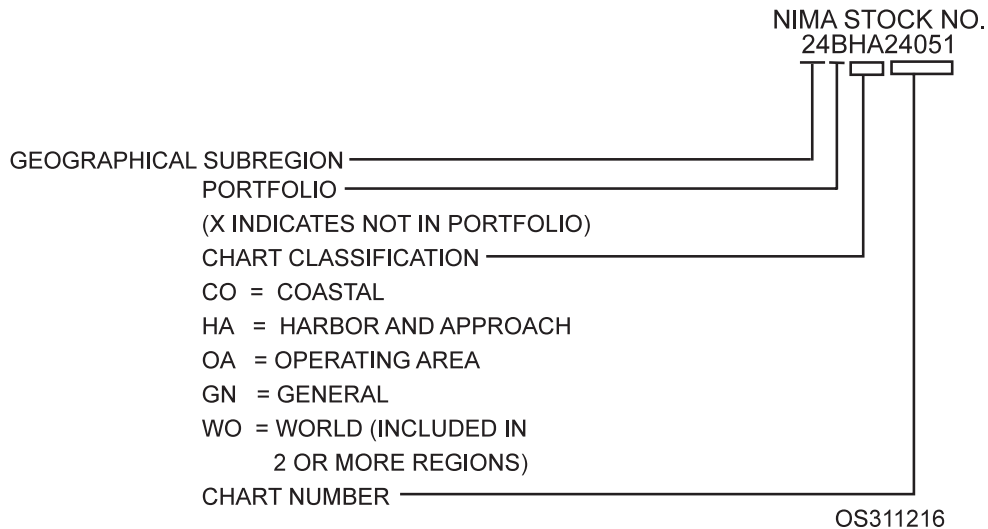 NIMA STOCK NO.
24BHA24051
GEOGRAPHICAL SUBREGION
PORTFOLIO
(X INDICATES NOT IN PORTFOLIO)
CHART CLASSIFICATION
CO = COASTAL
HA = HARBOR AND APPROACH
OA = OPERATING AREA
GN = GENERAL
WO = WORLD (INCLUDED IN
2 OR MORE REGIONS)
CHART NUMBER
OS311216